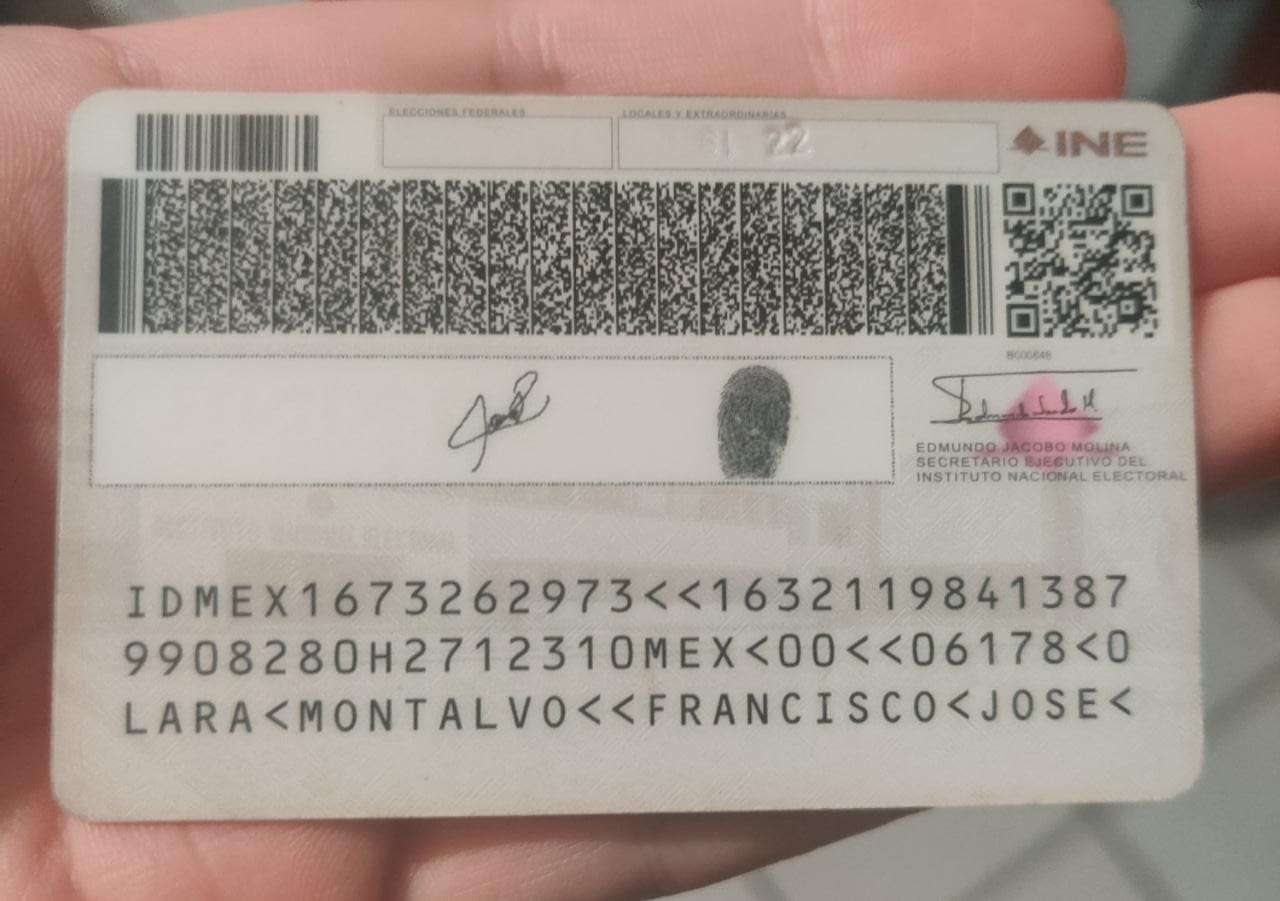 ELECCIONES FEDERALES
LOCALES Y EXTRAORDINARIAS
22
INE
EDMUNDO JACOBO MOLINA
SECRETARIO EJECUTIVO DEL
INSTITUTO NACIONAL ELECTORAL
IDMEX1673262973<<1632119841387
9908280H2712310MEX<00<<06178<0
LARA<MONTALVO<<FRANCISCO<JOSE<